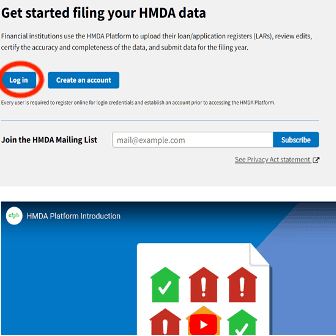 Get started filing your HMDA data
Financial institutions use the HMDA Platform to upload their loan/application registers (LARs), review edits,
certify the accuracy and completeness of the data, and submit data for the filing year.
Log in
Create an account
Every user is required to register online for login credentials and establish an account prior to accessing the HMDA Platform.
Join the HMDA Mailing List
mail@example.com
Subscribe
See Privacy Act statement
cfpb
HMDA Platform Introduction